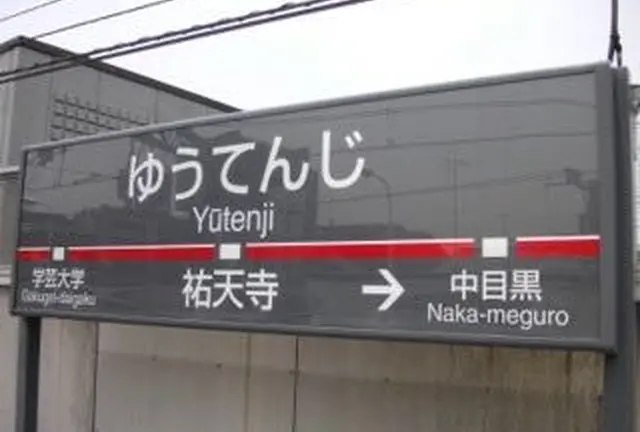 ゆうてんじ
Yūtenji
学芸大学
Gakugei-daigaku
祐天寺
→
中目黒
Naka-meguro